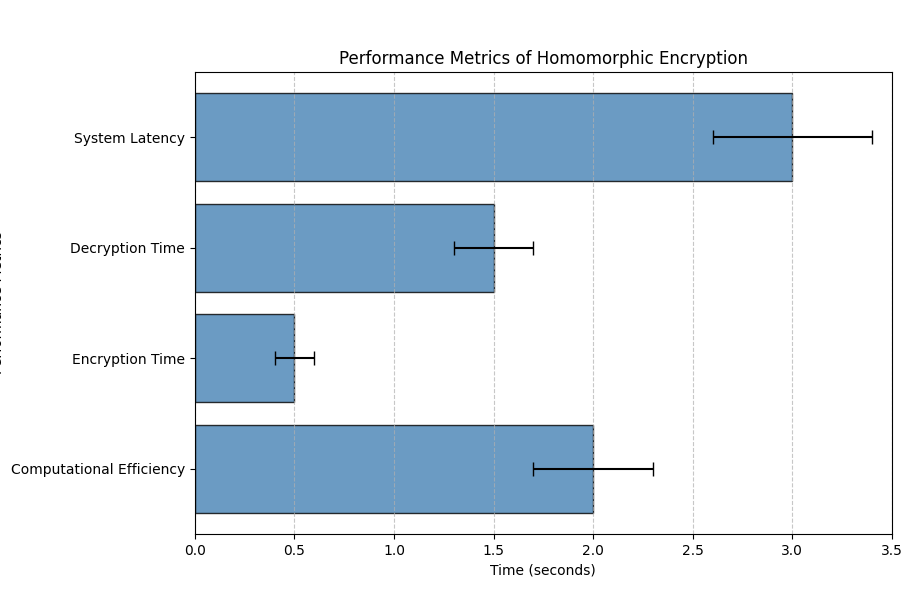 Performance Metrics of Homomorphic Encryption
System Latency
Decryption Time
Encryption Time
Computational Efficiency
0.0 0.5 1.0 1.5 2.0 2.5 3.0 3.5
Time (seconds)